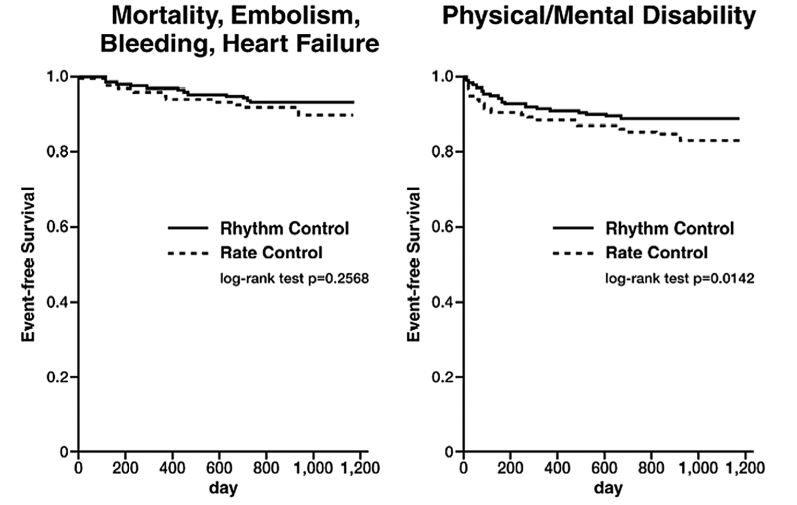 Mortality, Embolism,
Bleeding, Heart Failure
1.0
0.8
0.6
0.4
0.2
0
Event-free Survival
Rhythm Control
Rate Control
log-rank test p=0.2568
0 200 400 600 800 1,000 1,200
day
Physical/Mental Disability
1.0
0.8
0.6
0.4
0.2
0
Event-free Survival
Rhythm Control
Rate Control
log-rank test p=0.0142
0 200 400 600 800 1,000 1,200
day